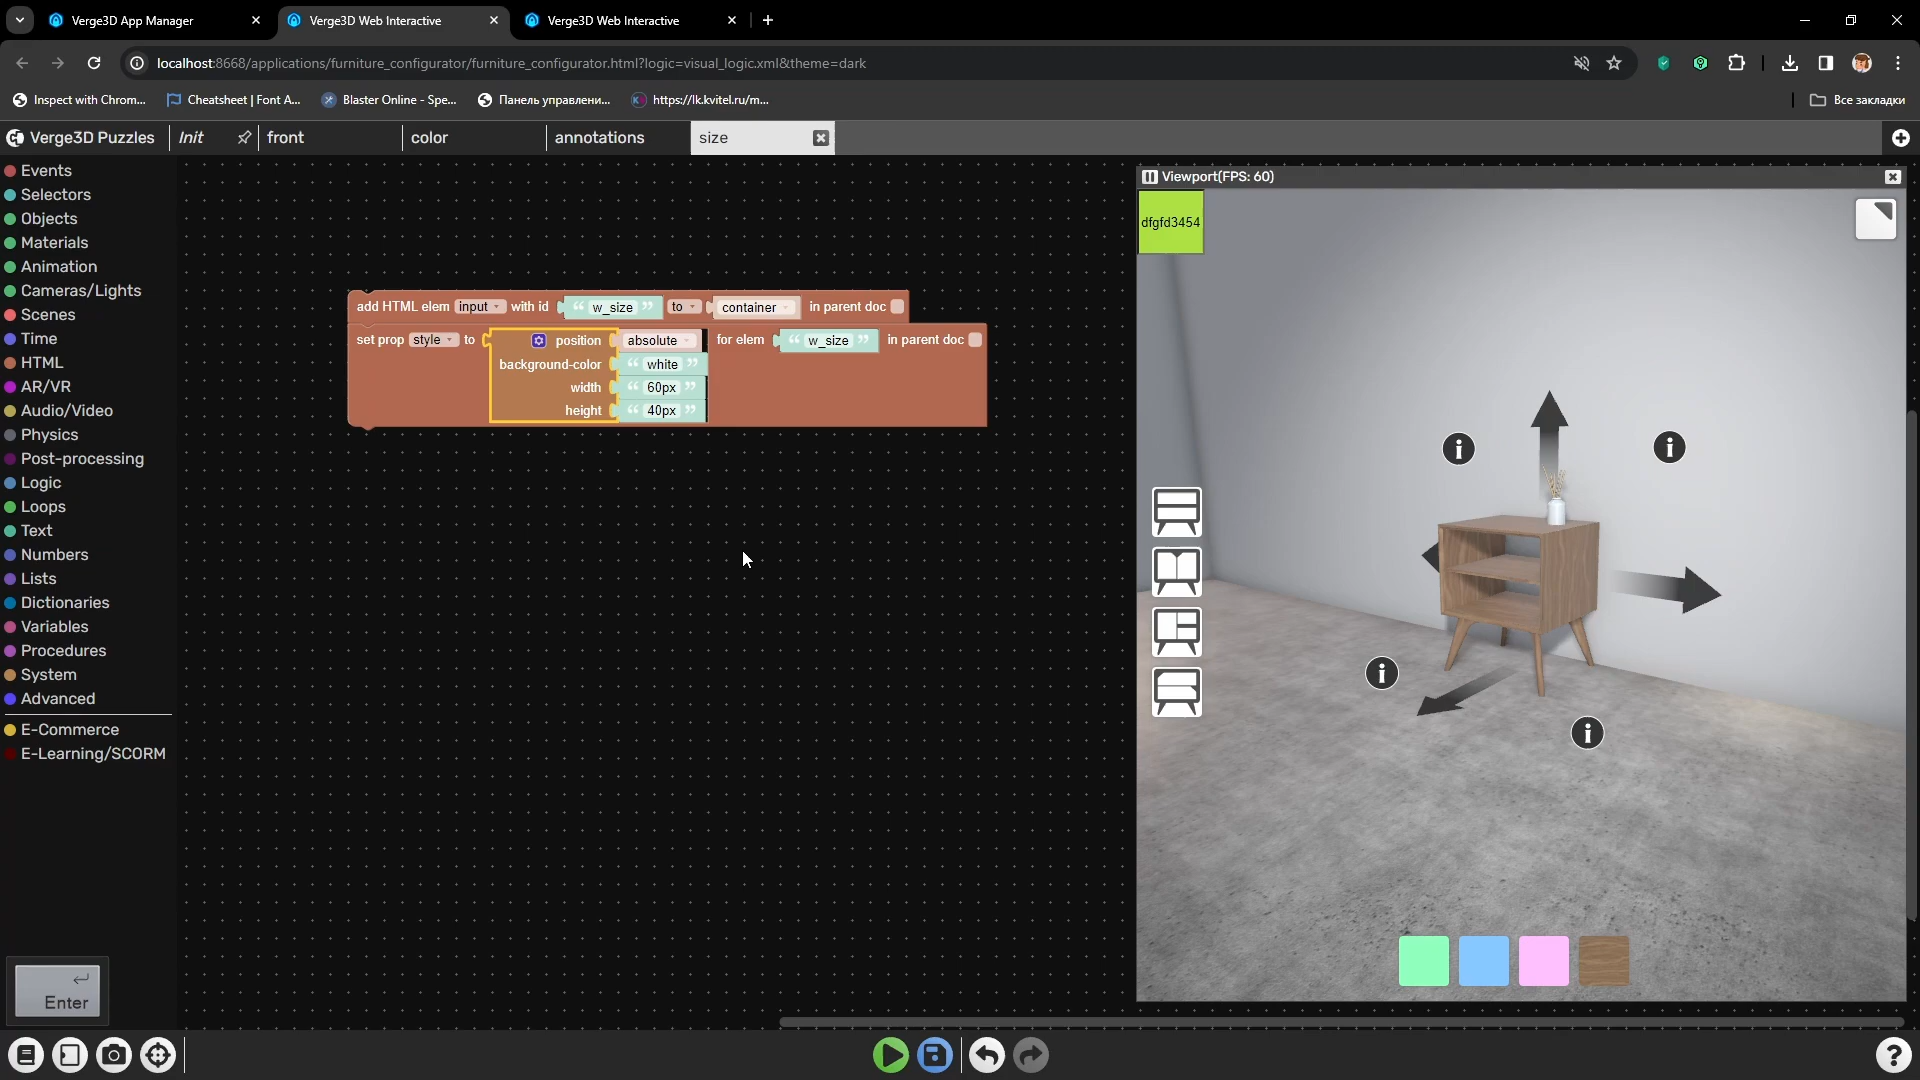 Verge3D App Manager
Verge3D Web Interactive
Verge3D Web Interactive
localhost:8668/applications/furniture_configurator/furniture_configurator.html?logic=visual_logic.xml&theme=dark
Inspect with Chrom...
Cheatsheet | Font A...
Blaster Online - Spe...
Панель управлени...
https://lk.kvitel.ru/m...
Все закладки
Verge3D Puzzles
Init
front
color
annotations
size
Events
Selectors
Objects
Materials
Animation
Cameras/Lights
Scenes
Time
HTML
AR/VR
Audio/Video
Physics
Post-processing
Logic
Loops
Text
Numbers
Lists
Dictionaries
Variables
Procedures
System
Advanced
E-Commerce
E-Learning/SCORM
add HTML elem input with id “ w_size ” to container in parent doc
set prop style to position absolute for elem “ w_size ” in parent doc
background-color “ white ”
width “ 60px ”
height “ 40px ”
Viewport(FPS: 60)
dfgfd3454
i
i
i
i
Enter
?